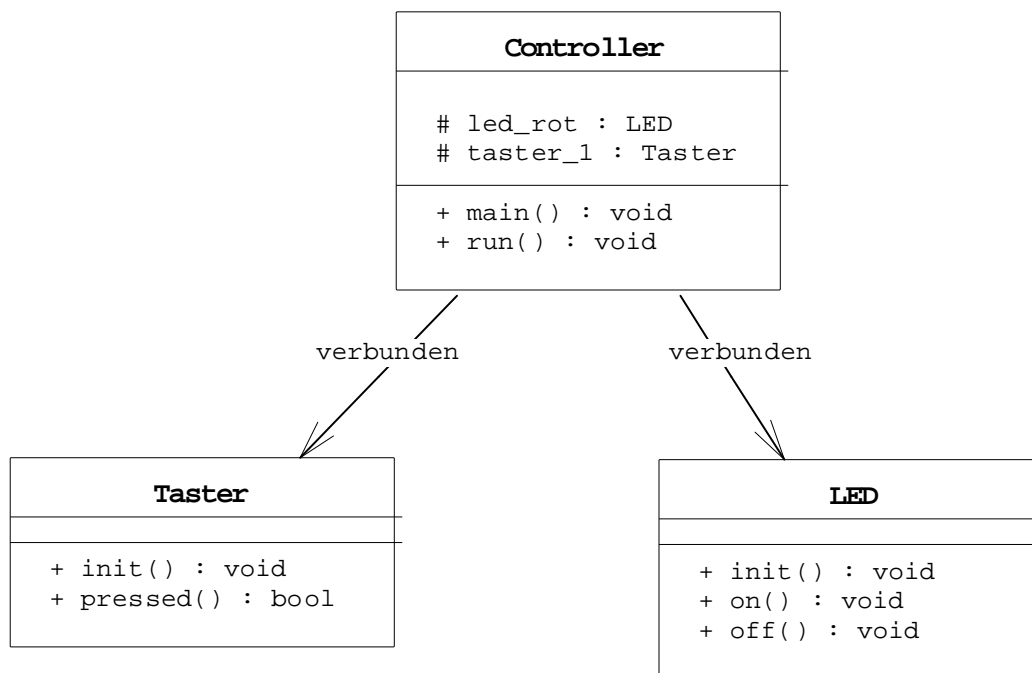 Controller
# led_rot : LED
# taster_1 : Taster
+ main() : void
+ run() : void
verbunden
verbunden
Taster
+ init() : void
+ pressed() : bool
LED
+ init() : void
+ on() : void
+ off() : void